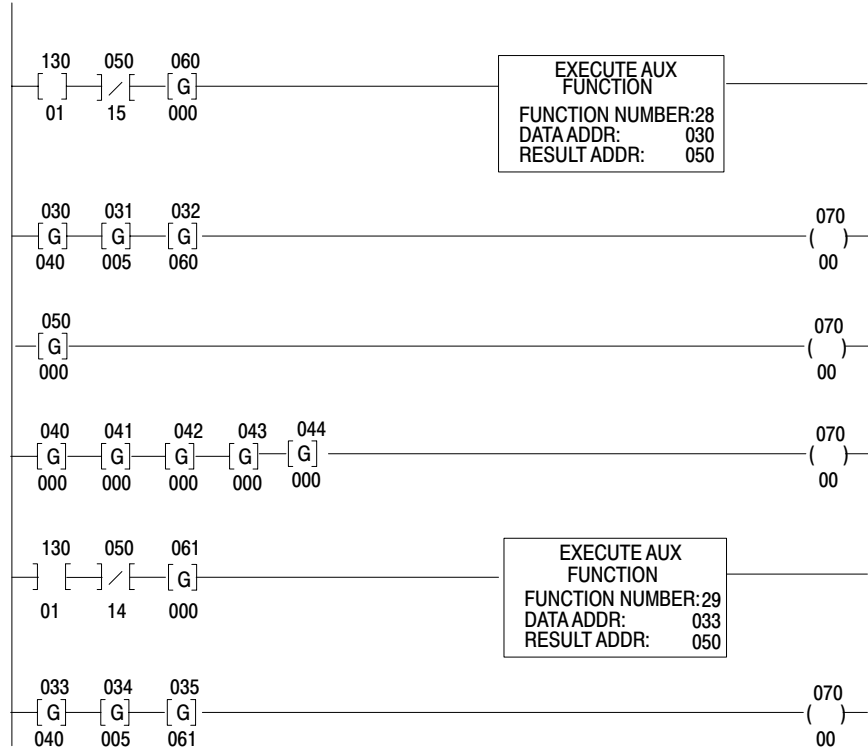 130 050 060
G
01 15 000
EXECUTE AUX
FUNCTION
FUNCTION NUMBER:28
DATA ADDR: 030
RESULT ADDR: 050
030 031 032
G G G
040 005 060
070
00
050
G
000
070
00
040 041 042 043 044
G G G G G
000 000 000 000 000
070
00
130 050 061
G
01 14 000
EXECUTE AUX
FUNCTION
FUNCTION NUMBER:29
DATA ADDR: 033
RESULT ADDR: 050
033 034 035
G G G
040 005 061
070
00